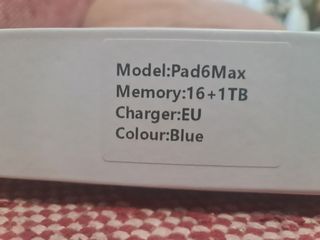 Model:Pad6Max
Memory:16+1TB
Charger:EU
Colour:Blue